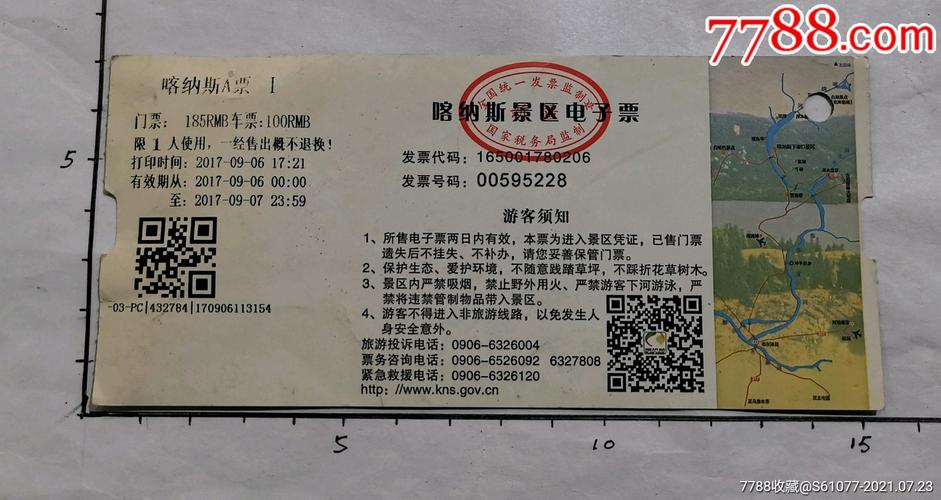 7788.com
喀纳斯A票 I
门票: 185RMB车票:100RMB
限 1 人使用，一经售出概不退换!
打印时间: 2017-09-06 17:21
有效期从: 2017-09-06 00:00
至: 2017-09-07 23:59
-03-PC|432784|170906113154
全国统一发票监制章
国家税务局监制
喀纳斯景区电子票
发票代码: 165001780206
发票号码: 00595228
游客须知
1、所售电子票两日内有效，本票为进入景区凭证，已售门票
遗失后不挂失、不补办，请您妥善保管门票。
2、保护生态、爱护环境，不随意践踏草坪，不踩折花草树木。
3、景区内严禁吸烟，禁止野外用火、严禁游客下河游泳，严
禁将违禁管制物品带入景区。
4、游客不得进入非旅游线路，以免发生人
身安全意外。
旅游投诉电话: 0906-6326004
票务咨询电话: 0906-6526092 6327808
紧急救援电话: 0906-6326120
http: //www.kns.gov.cn
5
5
10
15
7788收藏@S61077-2021.07.23